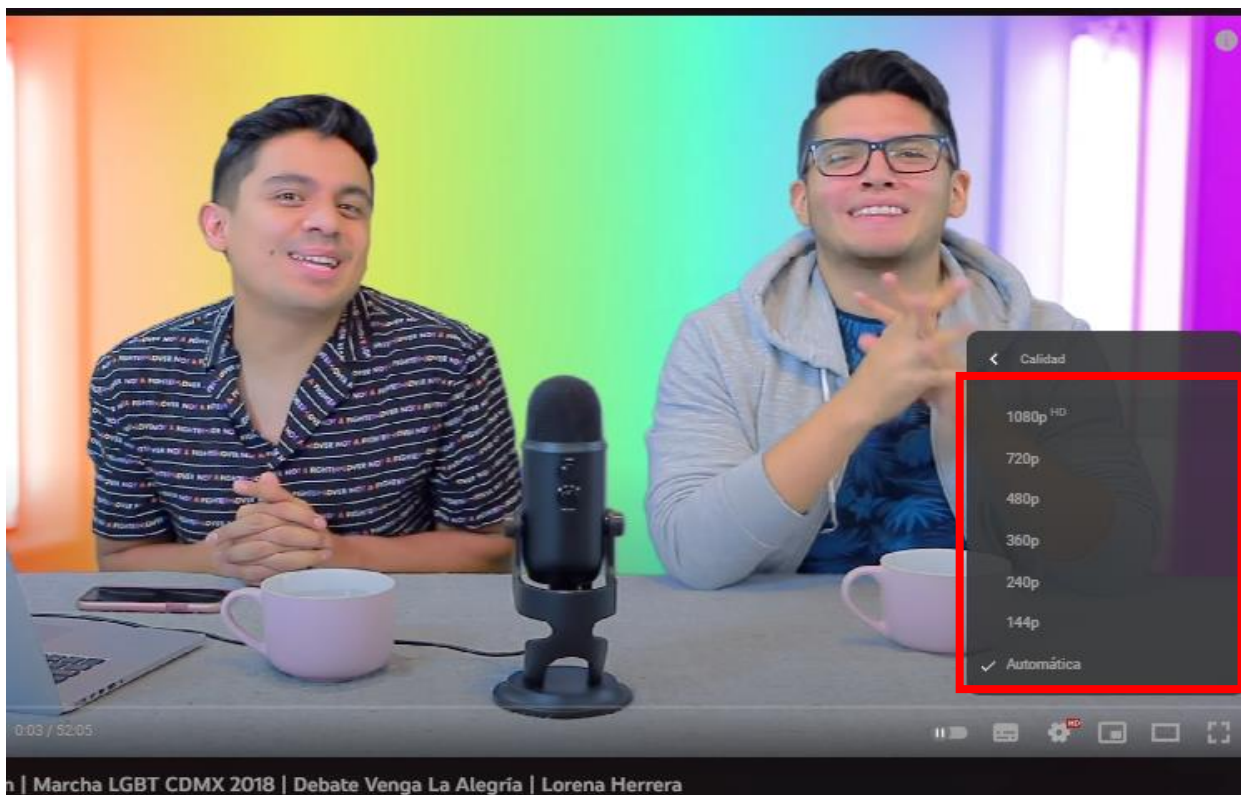 Calidad
1080p HD
720p
480p
360p
240p
144p
Automática
0:03 / 52:05
HD
n | Marcha LGBT CDMX 2018 | Debate Venga La Alegría | Lorena Herrera